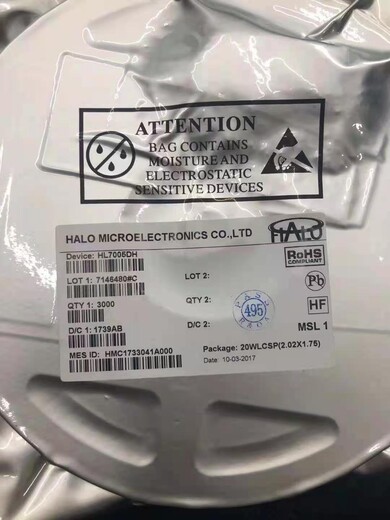 ATTENTION
BAG CONTAINS
MOISTURE AND
ELECTROSTATIC
SENSITIVE DEVICES
HALO MICROELECTRONICS CO.,LTD
HALO
Device: HL7005DH
RoHS
COMPLIANT
LOT 1: 7146480#C
LOT 2:
Pb
QTY 1: 3000
QTY 2:
495
HF
D/C 1: 1739AB
D/C 2:
MSL 1
MES ID: HMC1733041A000
Package: 20WLCSP(2.02X1.75)
Date: 10-03-2017